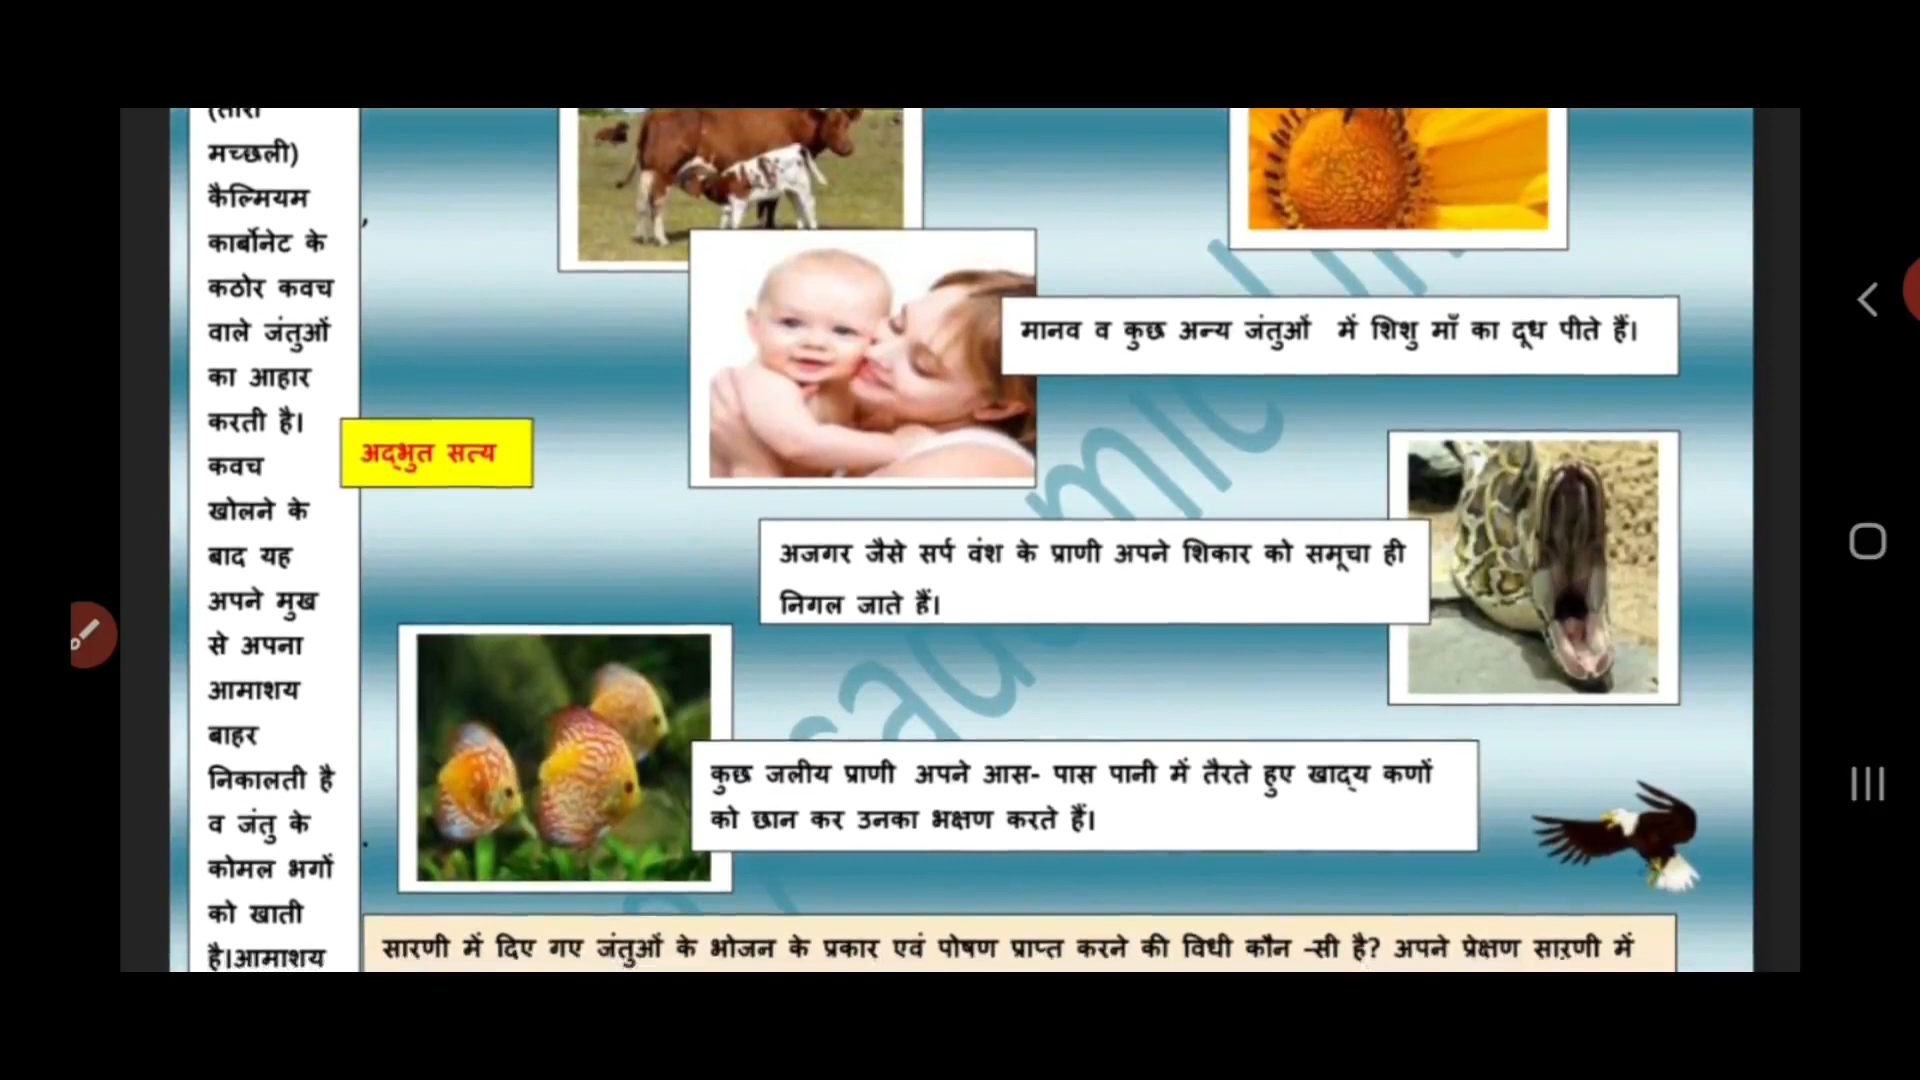 मच्छली)
कैल्मियम
कार्बोनेट के
कठोर कवच
वाले जंतुओं
का आहार
करती है।
कवच
खोलने के
बाद यह
अपने मुख
से अपना
आमाशय
बाहर
निकालती है
व जंतु के
कोमल भगों
को खाती
है।आमाशय
अद्भुत सत्य
मानव व कुछ अन्य जंतुओं में शिशु माँ का दूध पीते हैं।
अजगर जैसे सर्प वंश के प्राणी अपने शिकार को समूचा ही
निगल जाते हैं।
कुछ जलीय प्राणी अपने आस- पास पानी में तैरते हुए खाद्य कणों
को छान कर उनका भक्षण करते हैं।
सारणी में दिए गए जंतुओं के भोजन के प्रकार एवं पोषण प्राप्त करने की विधी कौन –सी है? अपने प्रेक्षण सारणी में